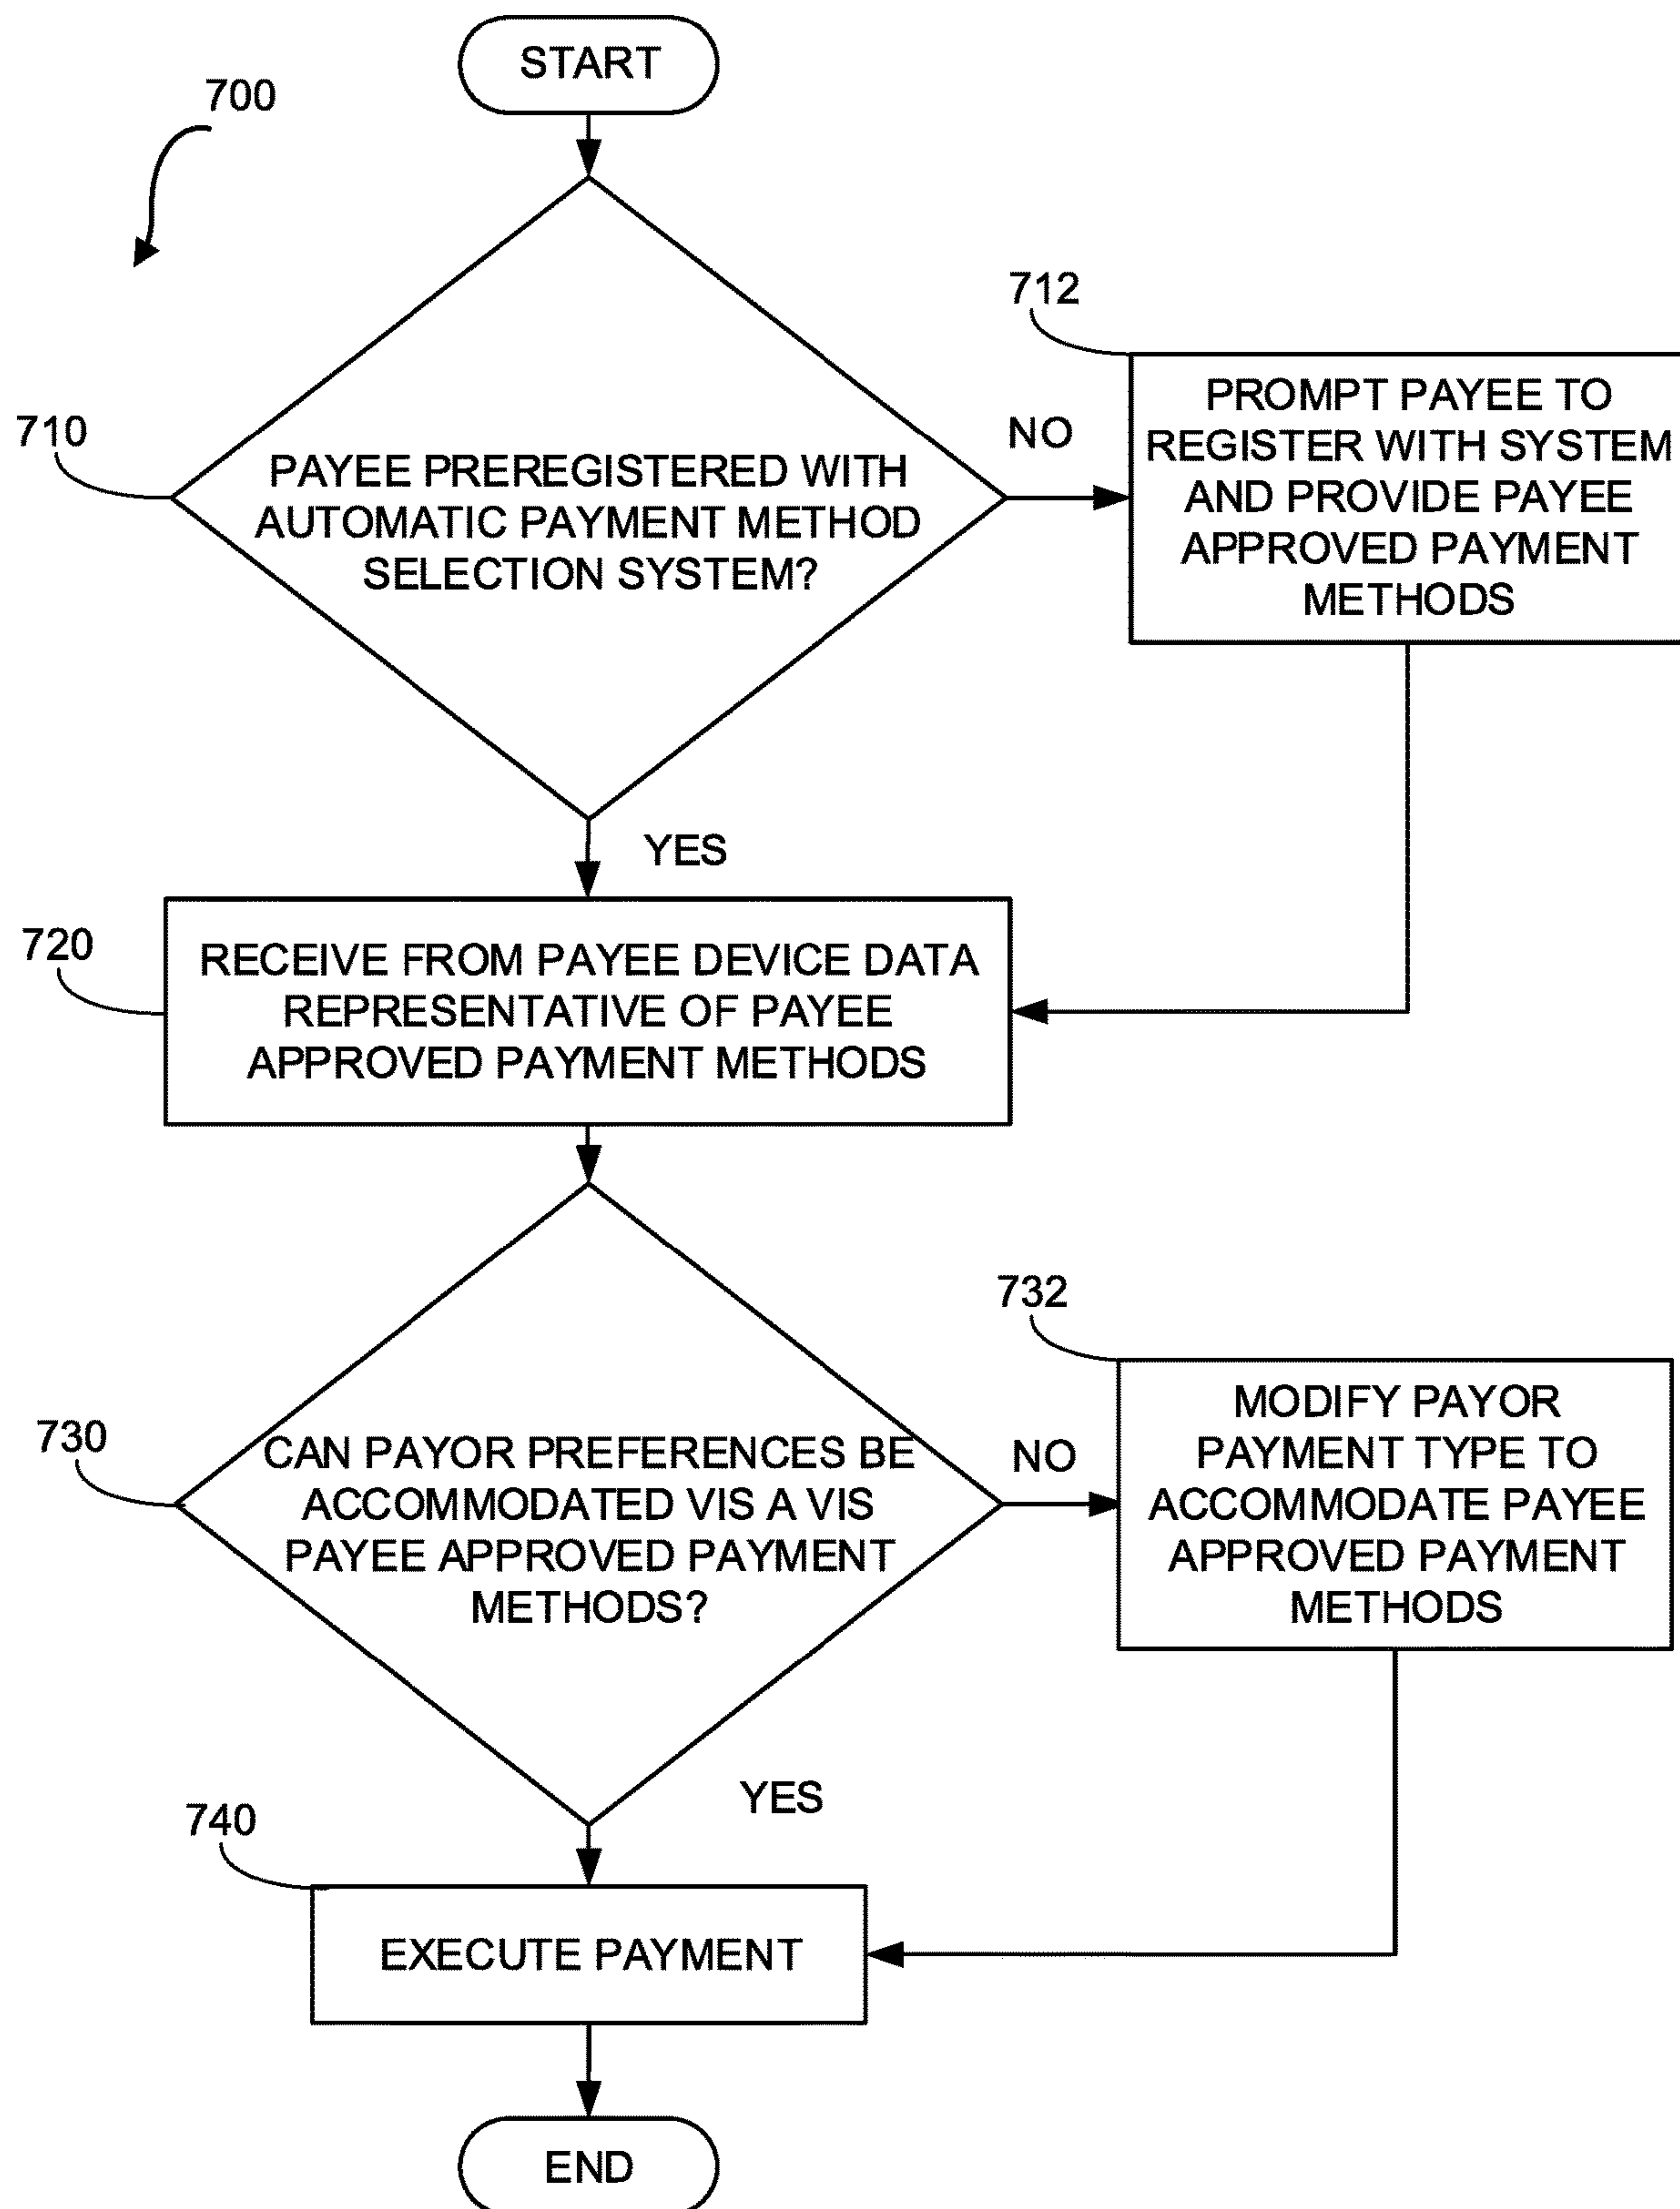 START
700
712
PROMPT PAYEE TO
REGISTER WITH SYSTEM
AND PROVIDE PAYEE
APPROVED PAYMENT
METHODS
NO
710
PAYEE PREREGISTERED WITH
AUTOMATIC PAYMENT METHOD
SELECTION SYSTEM?
YES
720
RECEIVE FROM PAYEE DEVICE DATA
REPRESENTATIVE OF PAYEE
APPROVED PAYMENT METHODS
732
MODIFY PAYOR
PAYMENT TYPE TO
ACCOMMODATE PAYEE
APPROVED PAYMENT
METHODS
NO
730
CAN PAYOR PREFERENCES BE
ACCOMMODATED VIS A VIS
PAYEE APPROVED PAYMENT
METHODS?
YES
740
EXECUTE PAYMENT
END